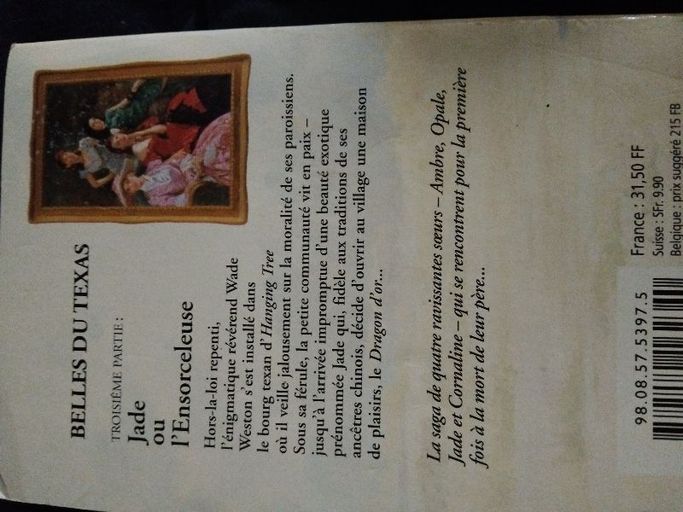 BELLES DU TEXAS
TROISIÈME PARTIE :
Jade
ou
l'Ensorceleuse
Hors-la-loi repenti,
l'énigmatique révérend Wade
Weston s'est installé dans
le bourg texan d'Hanging Tree
où il veille jalousement sur la moralité de ses paroissiens.
Sous sa férule, la petite communauté vit en paix –
jusqu'à l'arrivée impromptue d'une beauté exotique
prénommée Jade qui, fidèle aux traditions de ses
ancêtres chinois, décide d'ouvrir au village une maison
de plaisirs, le Dragon d'or...
La saga de quatre ravissantes sœurs – Ambre, Opale,
Jade et Cornaline – qui se rencontrent pour la première
fois à la mort de leur père...
98.08.57.5397.5
France : 31,50 FF
Suisse : SFr. 9.90
Belgique : prix suggéré 215 FB